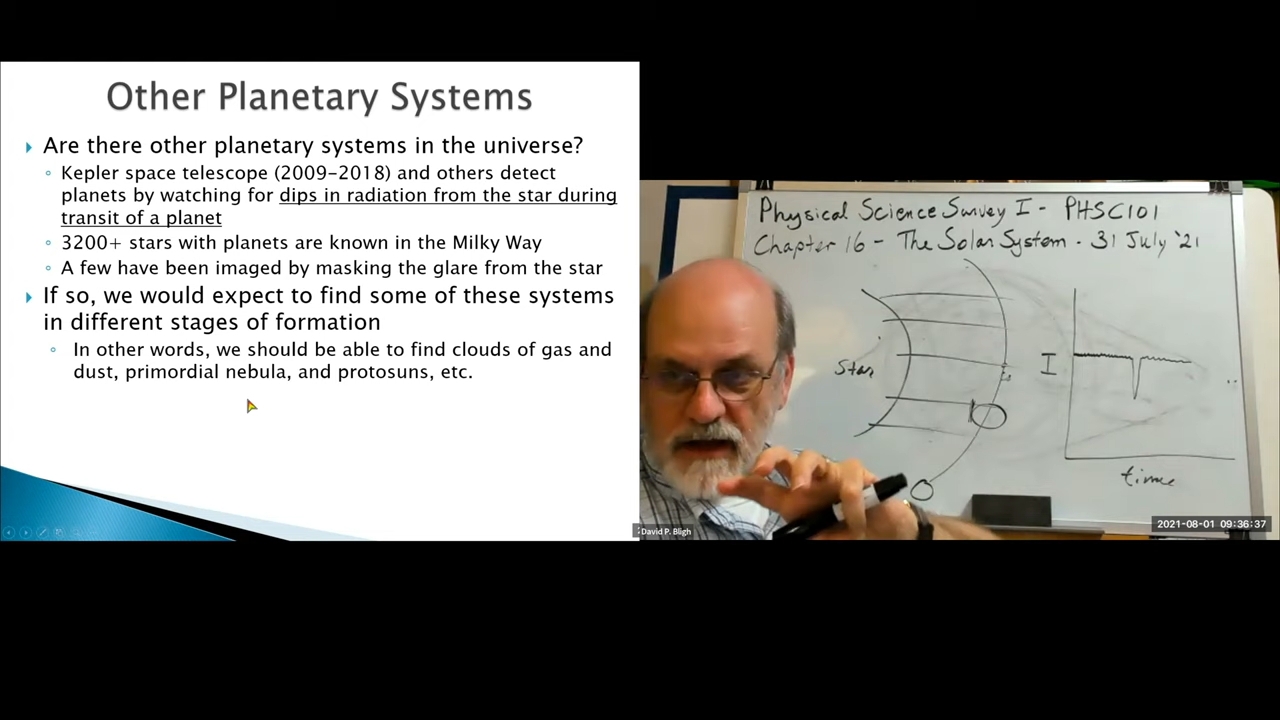 Other Planetary Systems
Are there other planetary systems in the universe?
Kepler space telescope (2009-2018) and others detect
planets by watching for dips in radiation from the star during
transit of a planet
3200+ stars with planets are known in the Milky Way
A few have been imaged by masking the glare from the star
If so, we would expect to find some of these systems
in different stages of formation
In other words, we should be able to find clouds of gas and
dust, primordial nebula, and protosuns, etc.
Physical Science Survey I - PHSC101
Chapter 16 - The Solar System - 31 July '21
Star
I
time
David P. Bligh
2021-08-01 09:36:37